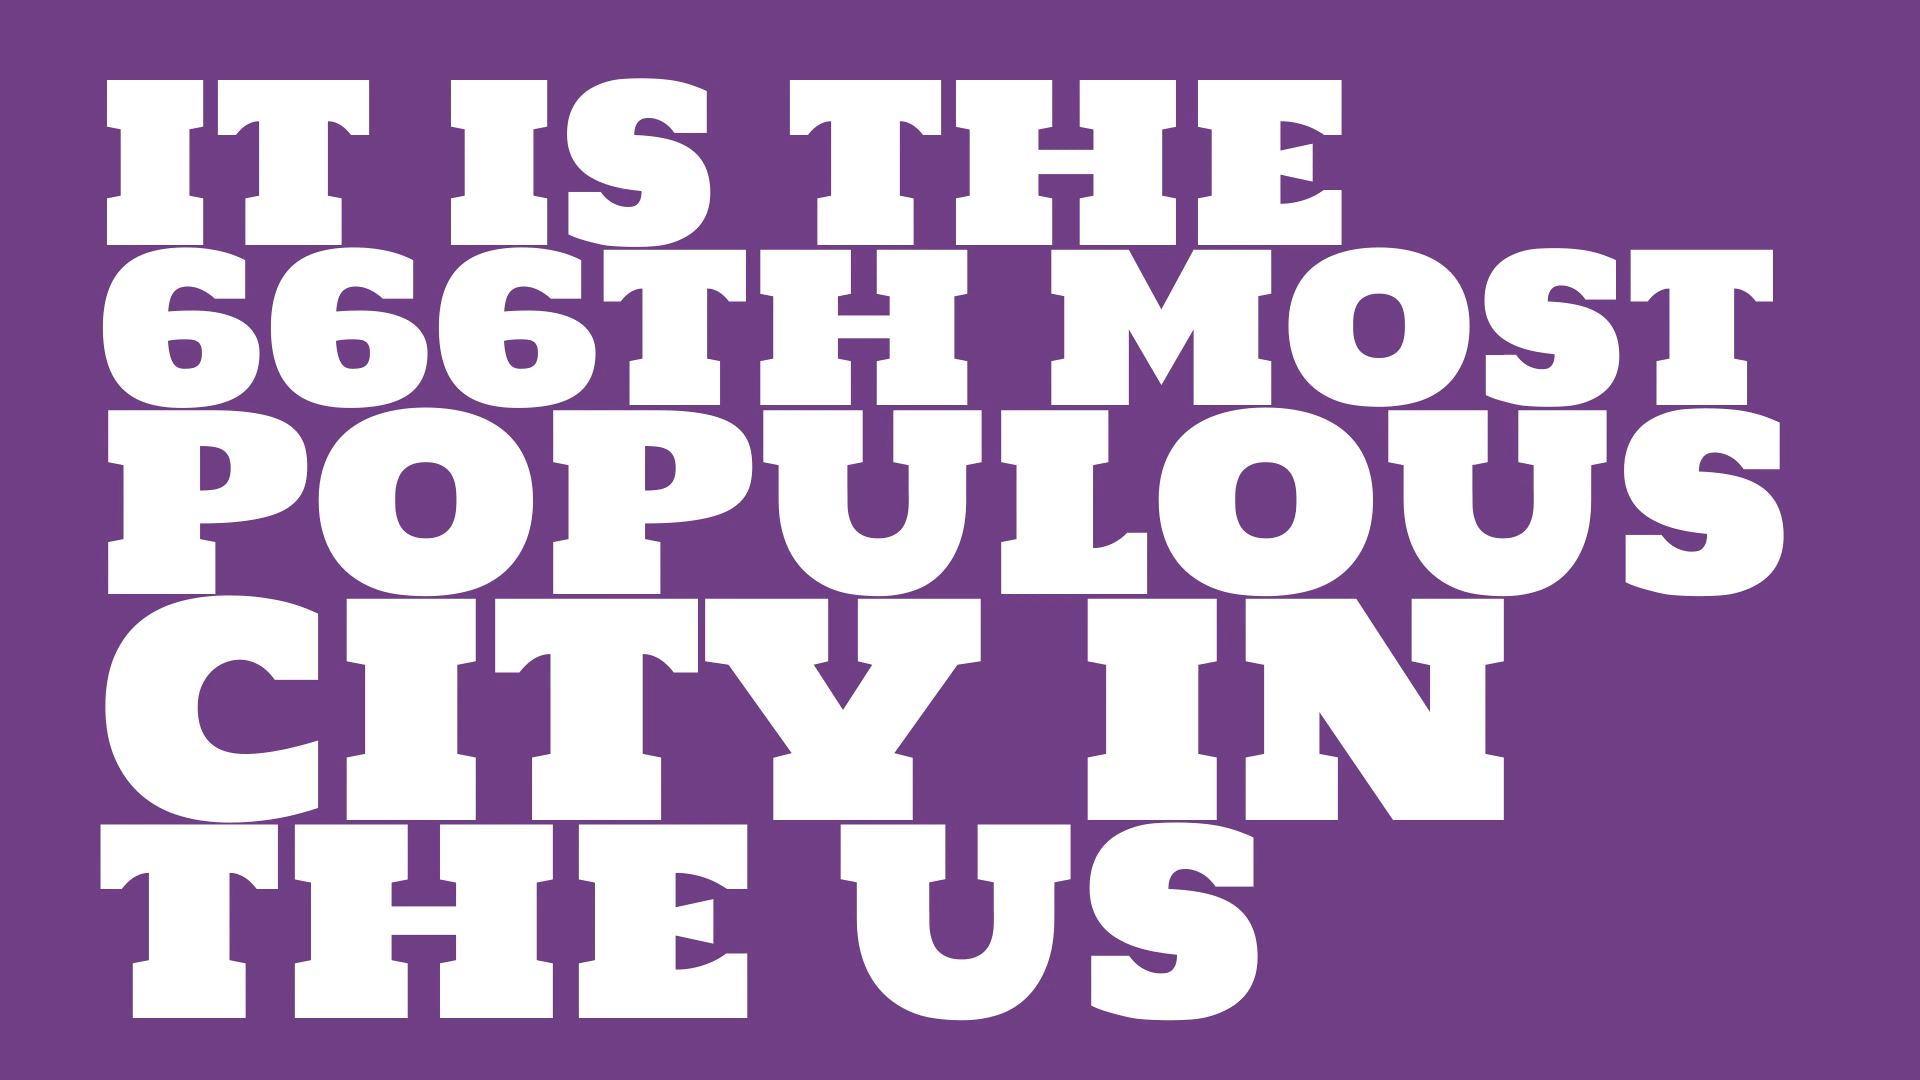 IT IS THE
666TH MOST
POPULOUS
CITY IN
THE US